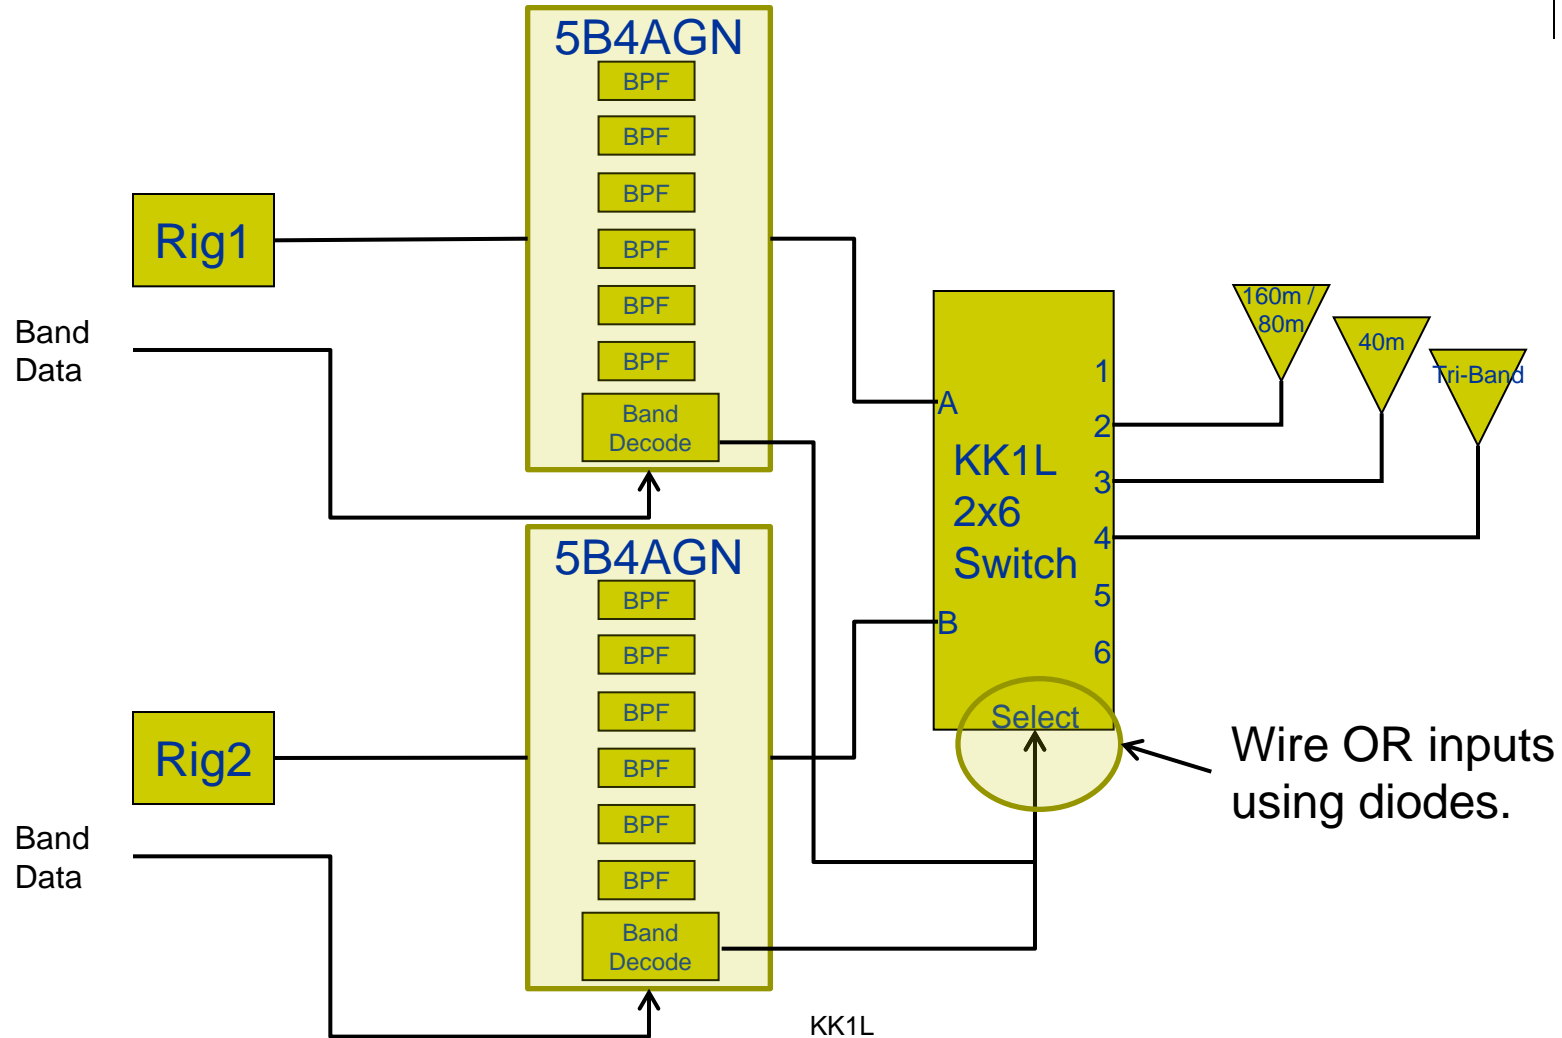 5B4AGN
BPF
BPF
BPF
BPF
BPF
BPF
Band
Decode
Rig1
Band
Data
5B4AGN
BPF
BPF
BPF
BPF
BPF
BPF
Band
Decode
Rig2
Band
Data
A
B
KK1L
2x6
Switch
1
2
3
4
5
6
Select
160m /
80m
40m
Tri-Band
Wire OR inputs
using diodes.
KK1L